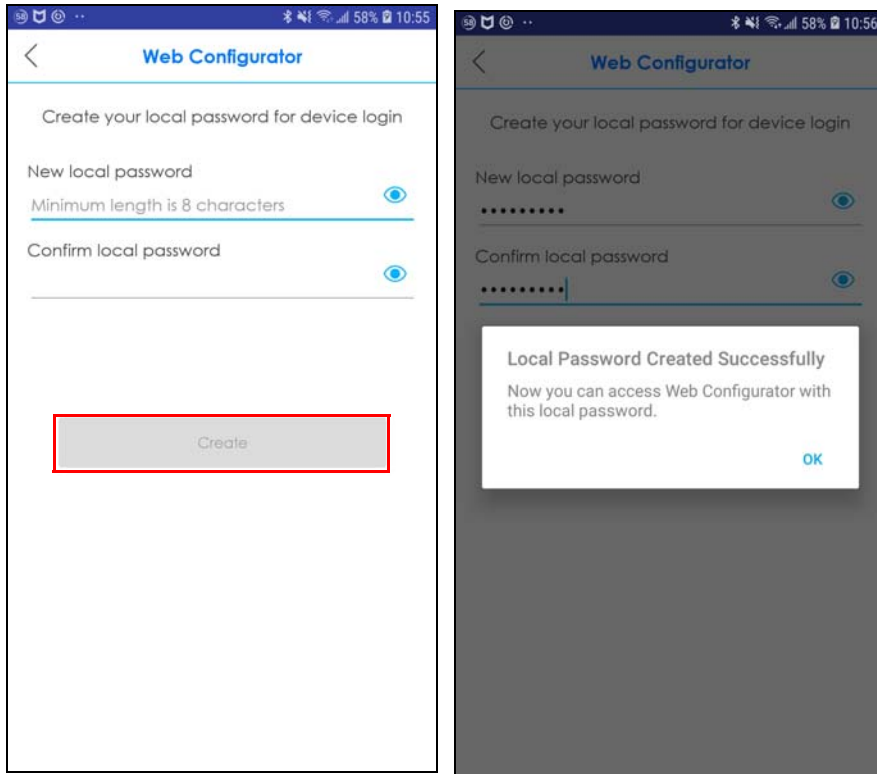 58% 10:55
Web Configurator
Create your local password for device login
New local password
Minimum length is 8 characters
Confirm local password
Create
58 58% 10:56
Web Configurator
Create your local password for device login
New local password
•••••••••
Confirm local password
•••••••••
Local Password Created Successfully
Now you can access Web Configurator with
this local password.
OK